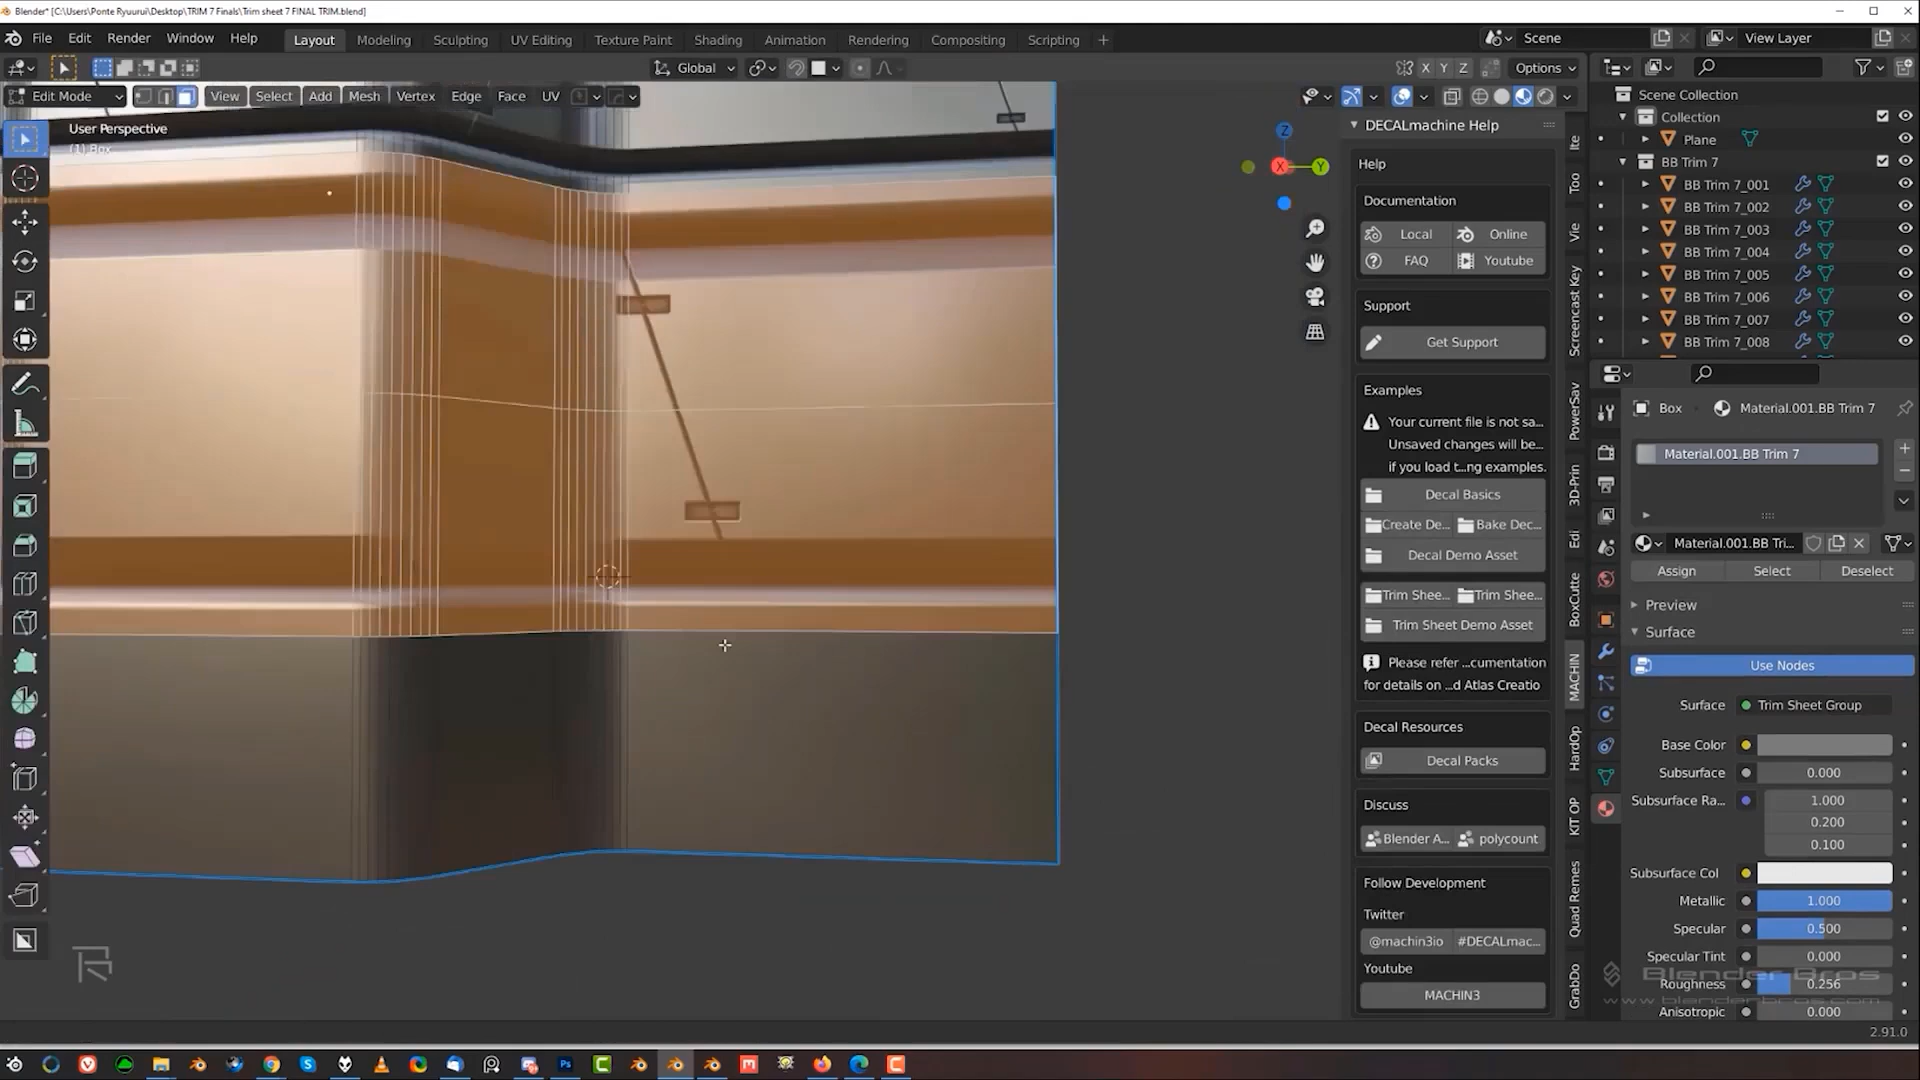 Blender* [C:\Users\Ponte Ryuurui\Desktop\TRIM 7 Finals\Trim sheet 7 FINAL TRIM.blend]
File Edit Render Window Help
Layout Modeling Sculpting UV Editing Texture Paint Shading Animation Rendering Compositing Scripting +
Scene View Layer
Global
X Y Z Options
Edit Mode View Select Add Mesh Vertex Edge Face UV
User Perspective
(1) Box
Z
X
Y
DECALmachine Help
Help
Documentation
Local Online
FAQ Youtube
Support
Get Support
Examples
Your current file is not sa...
Unsaved changes will be...
if you load t...ng examples.
Decal Basics
Create De... Bake Dec...
Decal Demo Asset
Trim Shee... Trim Shee...
Trim Sheet Demo Asset
Please refer ...cumentation
for details on ...d Atlas Creatio
Decal Resources
Decal Packs
Discuss
Blender A... polycount
Follow Development
Twitter
@machin3io #DECALmac...
Youtube
MACHIN3
Ite
Too
Vie
Screencast Key
PowerSav
3D-Prin
Edi
BoxCutte
MACHIN
HardOp
KIT OP
Quad Remes
GrabDo
Scene Collection
Collection
Plane
BB Trim 7
BB Trim 7_001
BB Trim 7_002
BB Trim 7_003
BB Trim 7_004
BB Trim 7_005
BB Trim 7_006
BB Trim 7_007
BB Trim 7_008
Box Material.001.BB Trim 7
Material.001.BB Trim 7
Material.001.BB Tri...
Assign Select Deselect
Preview
Surface
Use Nodes
Surface Trim Sheet Group
Base Color
Subsurface 0.000
Subsurface Ra... 1.000
0.200
0.100
Subsurface Col
Metallic 1.000
Specular 0.500
Specular Tint 0.000
Blender Bros
Roughness 0.256
www.blenderbros.com
Anisotropic 0.000
2.91.0